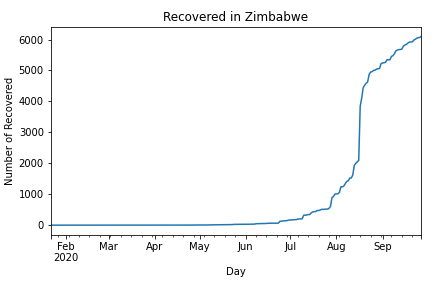 Recovered in Zimbabwe
Number of Recovered
6000
5000
4000
3000
2000
1000
0
Feb Mar Apr May Jun Jul Aug Sep
2020
Day